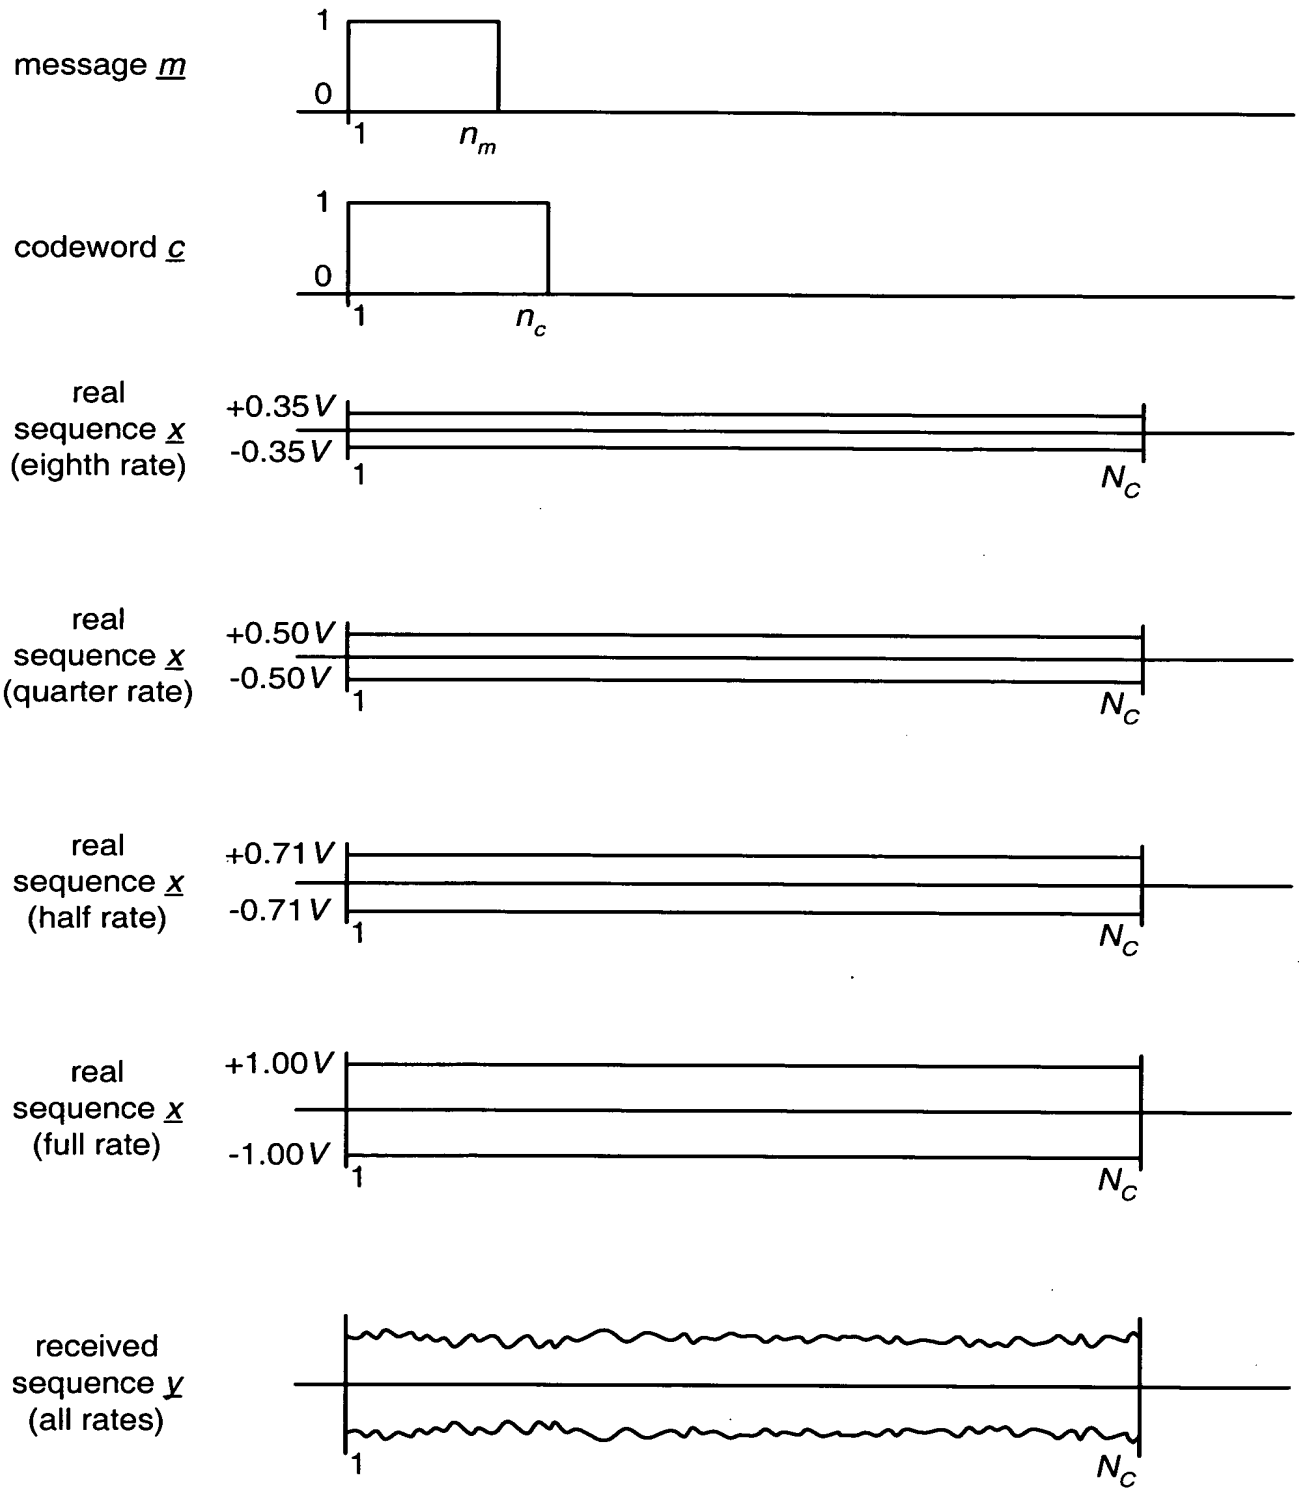 1
message m
0
1
n_m
1
codeword c
0
1
n_c
real
sequence x
(eighth rate)
+0.35V
-0.35V
1
N_C
real
sequence x
(quarter rate)
+0.50V
-0.50V
1
N_C
real
sequence x
(half rate)
+0.71V
-0.71V
1
N_C
real
sequence x
(full rate)
+1.00V
-1.00V
1
N_C
received
sequence y
(all rates)
1
N_C